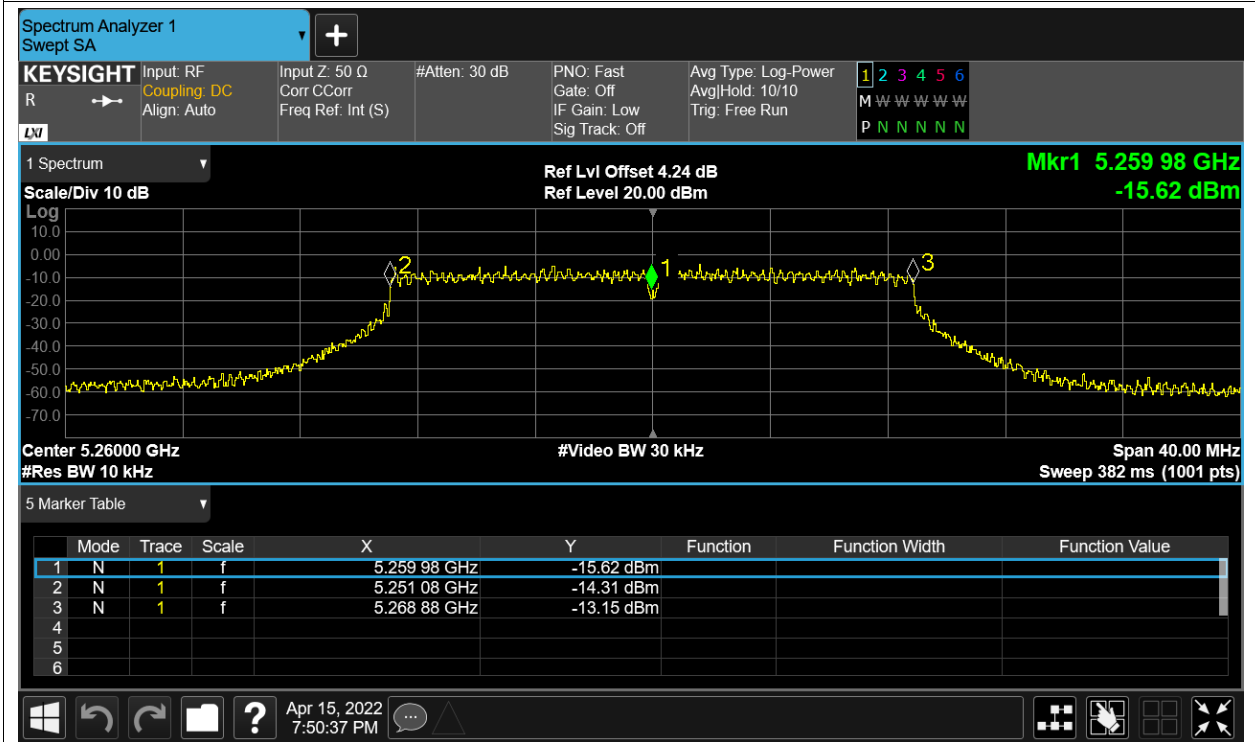 Spectrum Analyzer 1
Swept SA
+
KEYSIGHT
R
LXI
Input: RF
Coupling: DC
Align: Auto
Input Z: 50 Ω
Corr CCorr
Freq Ref: Int (S)
#Atten: 30 dB
PNO: Fast
Gate: Off
IF Gain: Low
Sig Track: Off
Avg Type: Log-Power
Avg|Hold: 10/10
Trig: Free Run
1 2 3 4 5 6
M W W W W W
P N N N N N
1 Spectrum
Scale/Div 10 dB
Ref Lvl Offset 4.24 dB
Ref Level 20.00 dBm
Mkr1 5.259 98 GHz
-15.62 dBm
Log
10.0
0.00
-10.0
-20.0
-30.0
-40.0
-50.0
-60.0
-70.0
2
1
3
Center 5.26000 GHz
#Video BW 30 kHz
Span 40.00 MHz
#Res BW 10 kHz
Sweep 382 ms (1001 pts)
5 Marker Table
Mode Trace Scale X Y Function Function Width Function Value
1 N 1 f 5.259 98 GHz -15.62 dBm
2 N 1 f 5.251 08 GHz -14.31 dBm
3 N 1 f 5.268 88 GHz -13.15 dBm
4
5
6
?
Apr 15, 2022
7:50:37 PM